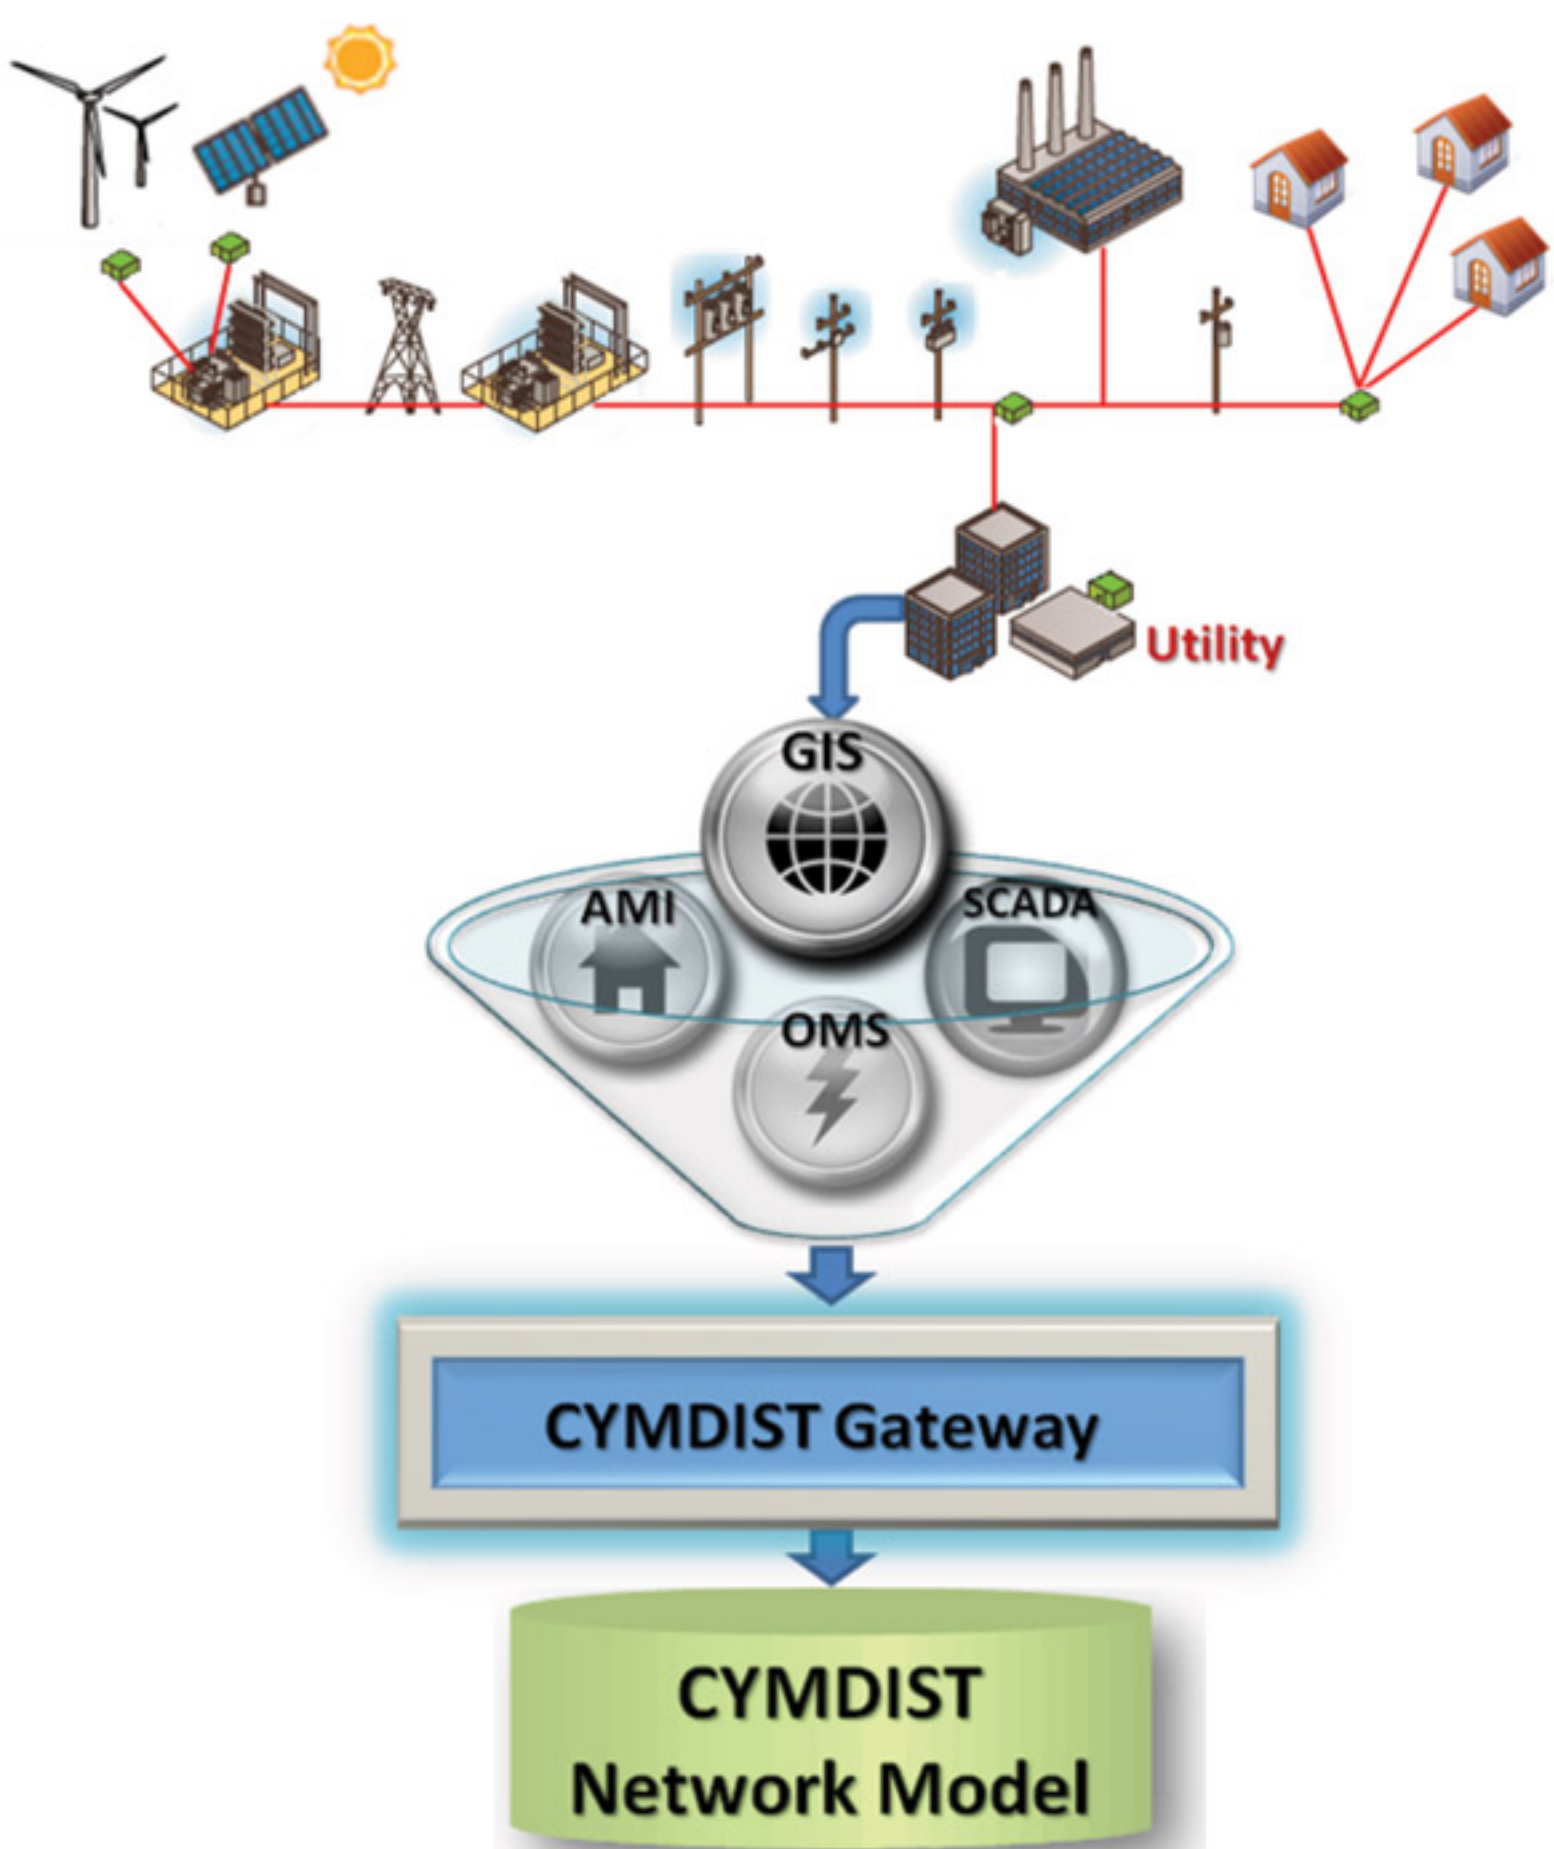 Utility
GIS
AMI
SCADA
OMS
CYMDIST Gateway
CYMDIST
Network Model